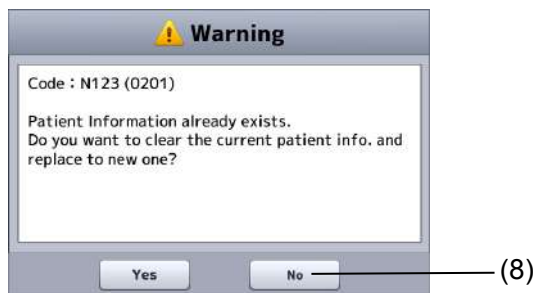 Warning
Code : N123 (0201)
Patient Information already exists.
Do you want to clear the current patient info. and
replace to new one?
Yes
No
(8)